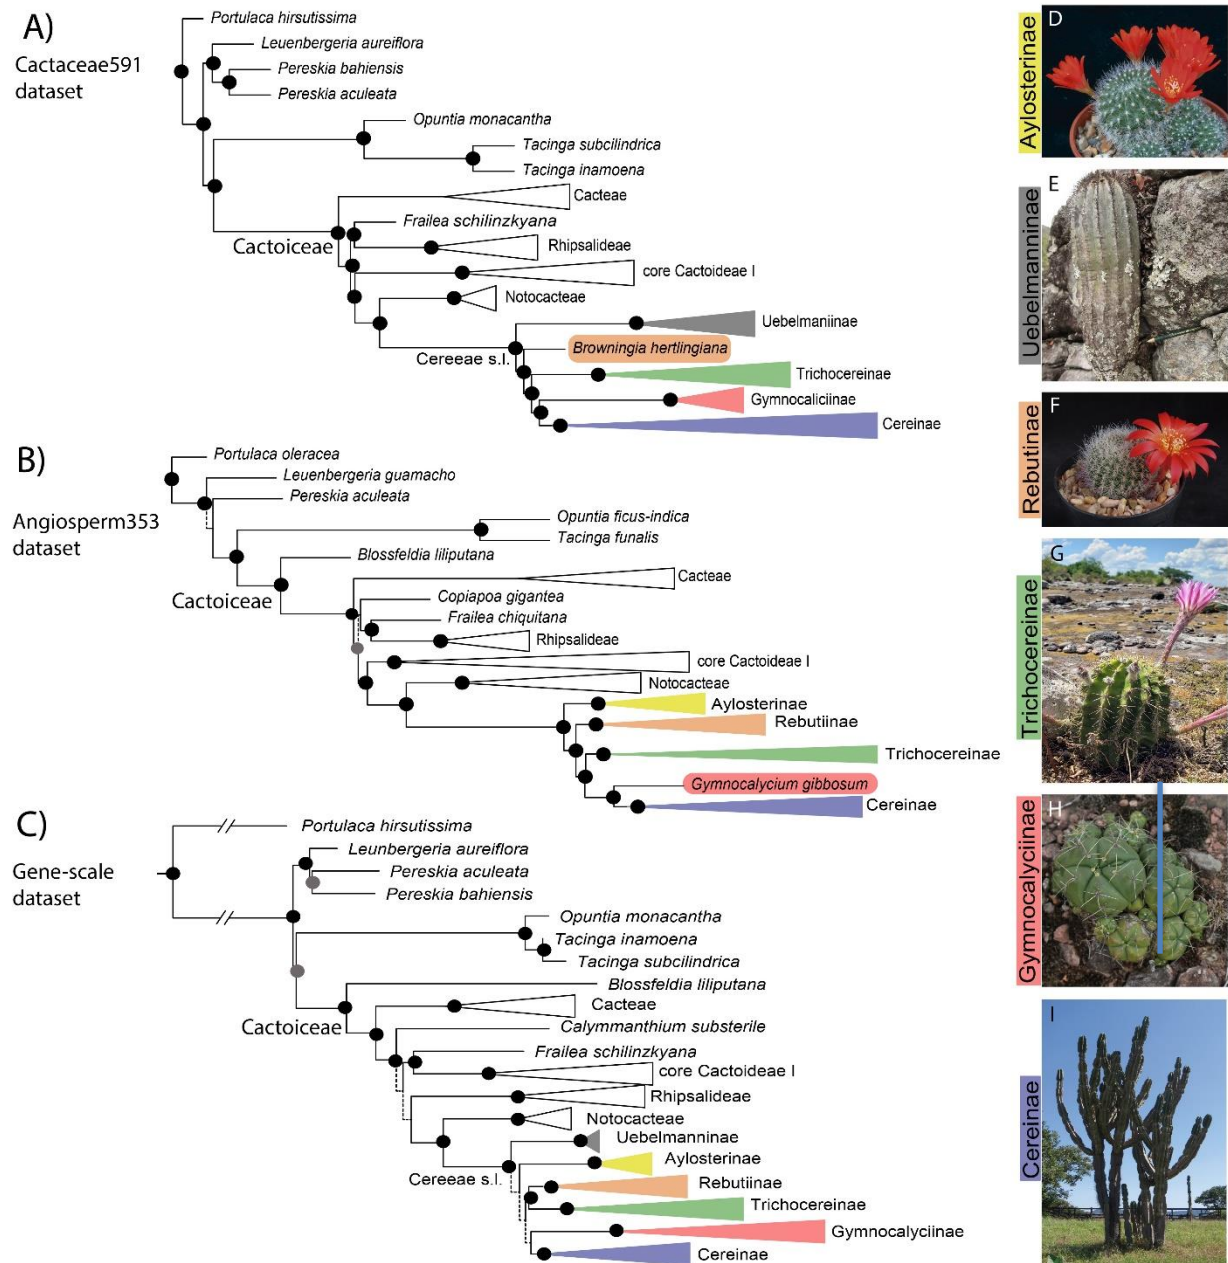 A)
Cactaceae591
dataset
Portulaca hirsutissima
Leuenbergeria aureiflora
Pereskia bahiensis
Pereskia aculeata
Opuntia monacantha
Tacinga subcilindrica
Tacinga inamoena
Cacteae
Frailea schilinzkyana
Cactoiceae
Rhipsalideae
core Cactoideae I
Notocacteae
Uebelmaniinae
Cereeae s.l.
Browningia hertlingiana
Trichocereinae
Gymnocaliciinae
Cereinae
B)
Angiosperm353
dataset
Portulaca oleracea
Leuenbergeria guamacho
Pereskia aculeata
Opuntia ficus-indica
Tacinga funalis
Blossfeldia liliputana
Cactoiceae
Cacteae
Copiapoa gigantea
Frailea chiquitana
Rhipsalideae
core Cactoideae I
Notocacteae
Aylosterinae
Rebutiinae
Trichocereinae
Gymnocalycium gibbosum
Cereinae
C)
Gene-scale
dataset
Portulaca hirsutissima
Leunbergeria aureiflora
Pereskia aculeata
Pereskia bahiensis
Opuntia monacantha
Tacinga inamoena
Tacinga subcilindrica
Blossfeldia liliputana
Cactoiceae
Cacteae
Calymmanthium substerile
Frailea schilinzkyana
core Cactoideae I
Rhipsalideae
Notocacteae
Uebelmanninae
Cereeae s.l.
Aylosterinae
Rebutiinae
Trichocereinae
Gymnocalyciinae
Cereinae
D
Aylosterinae
E
Uebelmanninae
F
Rebutinae
G
Trichocereinae
H
Gymnocalyciinae
I
Cereinae